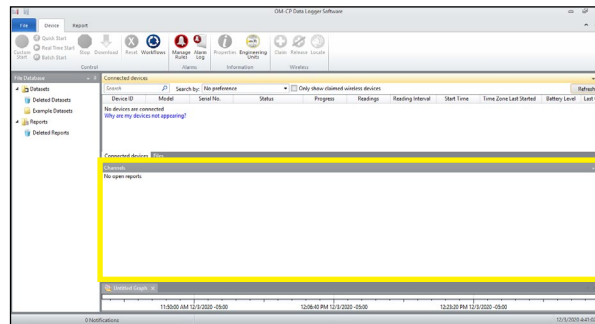 OM-CP Data Logger Software
File Device Report
Custom Start
Quick Start
Real Time Start
Batch Start
Stop Download Reset Workflows Manage Rules Alarm Log Properties Engineering Units Claim Release Locate
Control Alarms Information Wireless
File Database
Connected devices
Datasets
Deleted Datasets
Example Datasets
Reports
Deleted Reports
Search Search by: No preference Only show claimed wireless devices Refresh
Device ID Model Serial No. Status Progress Readings Reading Interval Start Time Time Zone Last Started Battery Level Last
No devices are connected
Why are my devices not appearing?
Connected devices Files
Channels
No open reports
Untitled Graph
11:50:00 AM 12/3/2020 -05:00 12:06:40 PM 12/3/2020 -05:00 12:23:20 PM 12/3/2020 -05:00
0 Notifications